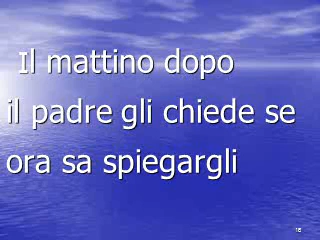 Il mattino dopo
il padre gli chiede se
ora sa spiegargli